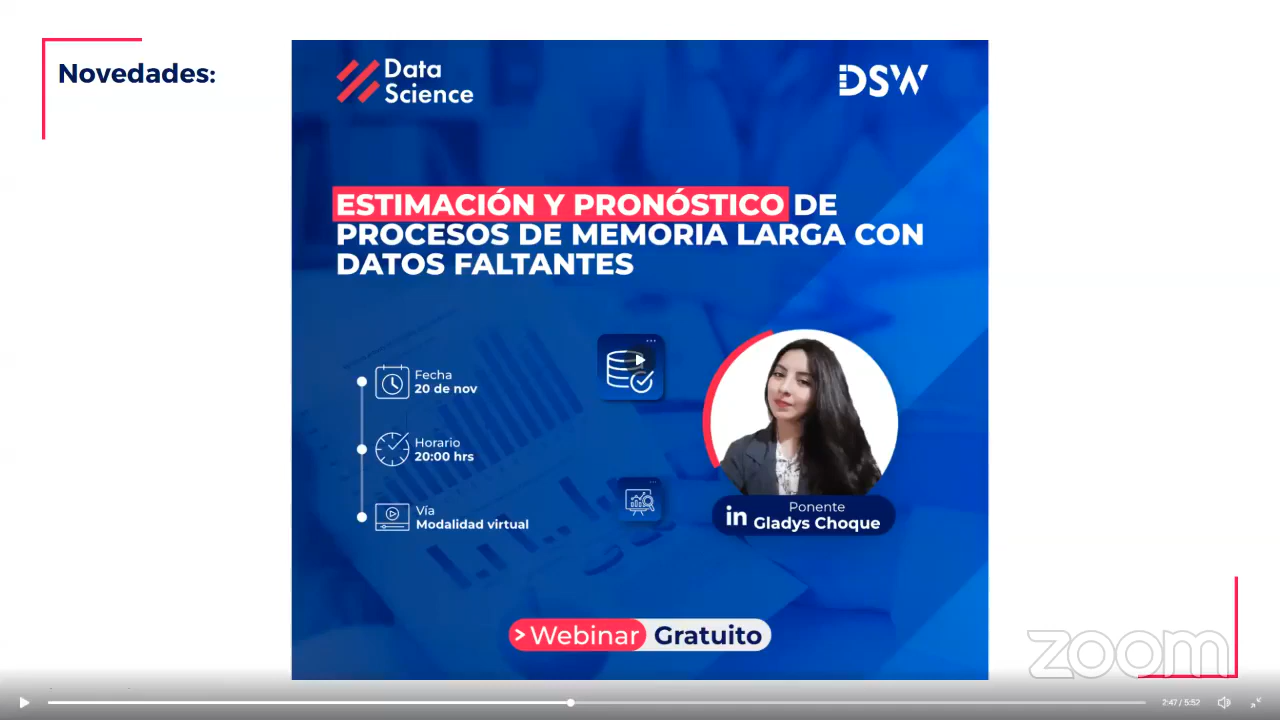 Novedades:
Data
Science
DSW
ESTIMACIÓN Y PRONÓSTICO DE
PROCESOS DE MEMORIA LARGA CON
DATOS FALTANTES
Fecha
20 de nov
Horario
20:00 hrs
Vía
Modalidad virtual
in
Ponente
Gladys Choque
> Webinar Gratuito
zoom
2:47 / 5:52